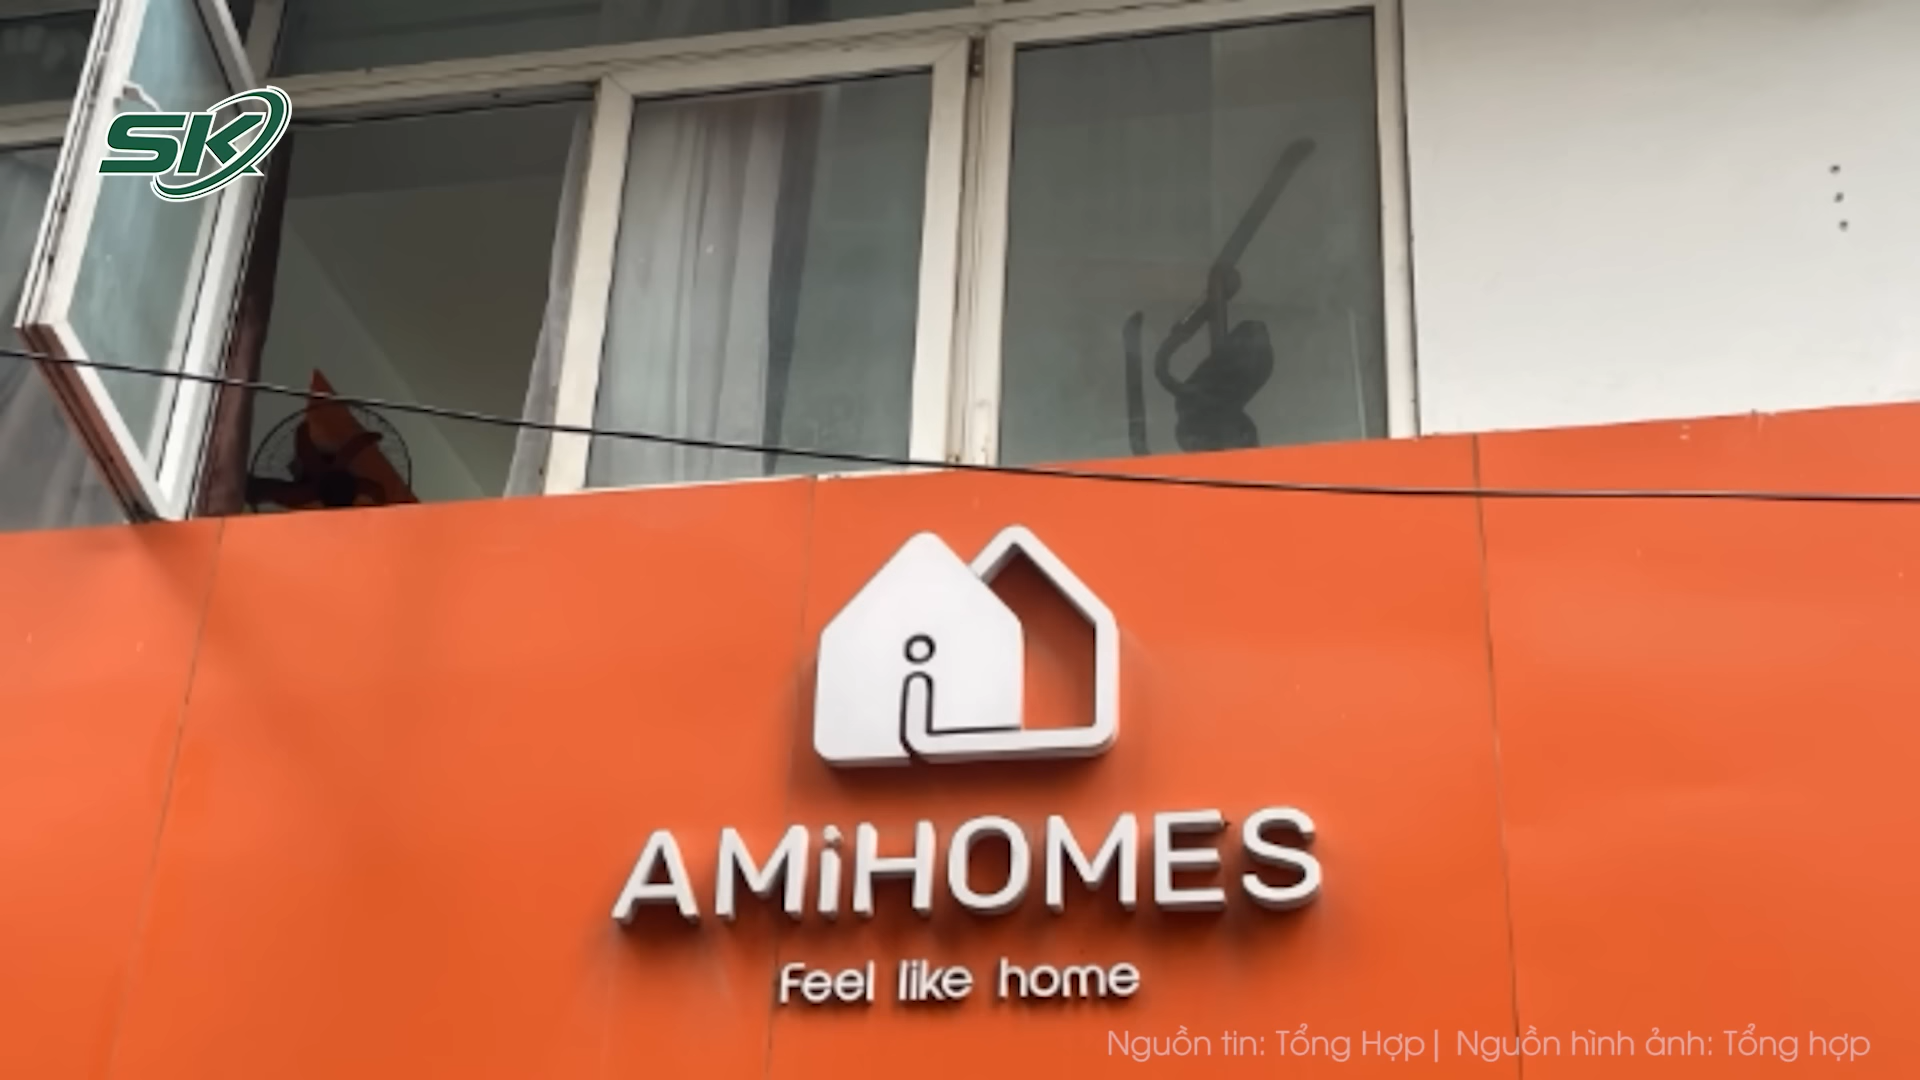 SK
AMiHOMES
Feel like home
Nguồn tin: Tổng Hợp| Nguồn hình ảnh: Tổng hợp